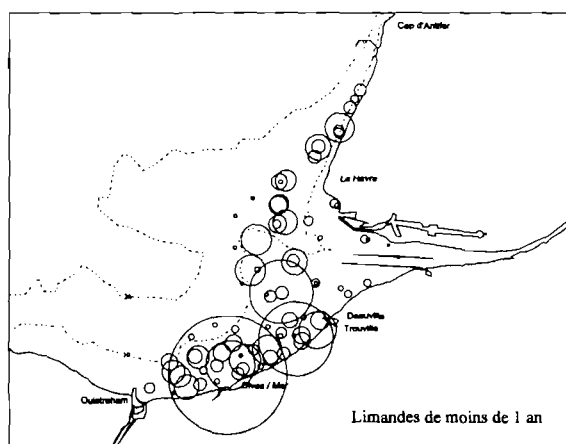 Cap d'Antifer
Le Havre
Deauville
Trouville
Dives / Mer
Ouistreham
Limandes de moins de 1 an